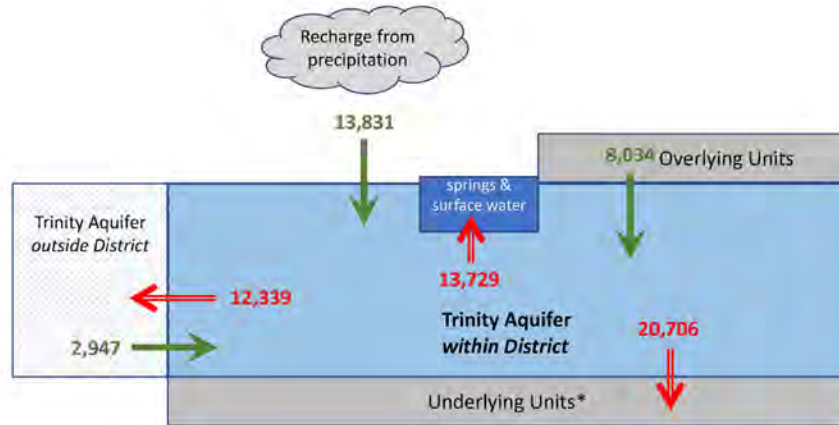 Recharge from
precipitation
13,831
8,034 Overlying Units
springs &
surface water
Trinity Aquifer
outside District
12,339
13,729
Trinity Aquifer
within District
20,706
2,947
Underlying Units*